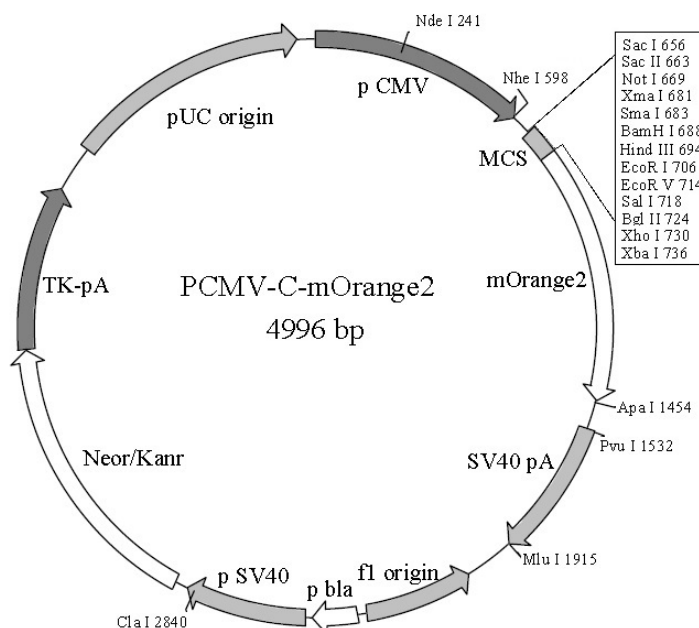 Nde I 241
p CMV
Nhe I 598
Sac I 656
Sac II 663
Not I 669
Xma I 681
Sma I 683
BamH I 688
Hind III 694
EcoR I 706
EcoR V 714
Sal I 718
Bgl II 724
Xho I 730
Xba I 736
pUC origin
MCS
mOrange2
TK-pA
PCMV-C-mOrange2
4996 bp
Apa I 1454
Pvu I 1532
Neor/Kanr
SV40 pA
Mlu I 1915
p SV40
p bla
f1 origin
Cla I 2840